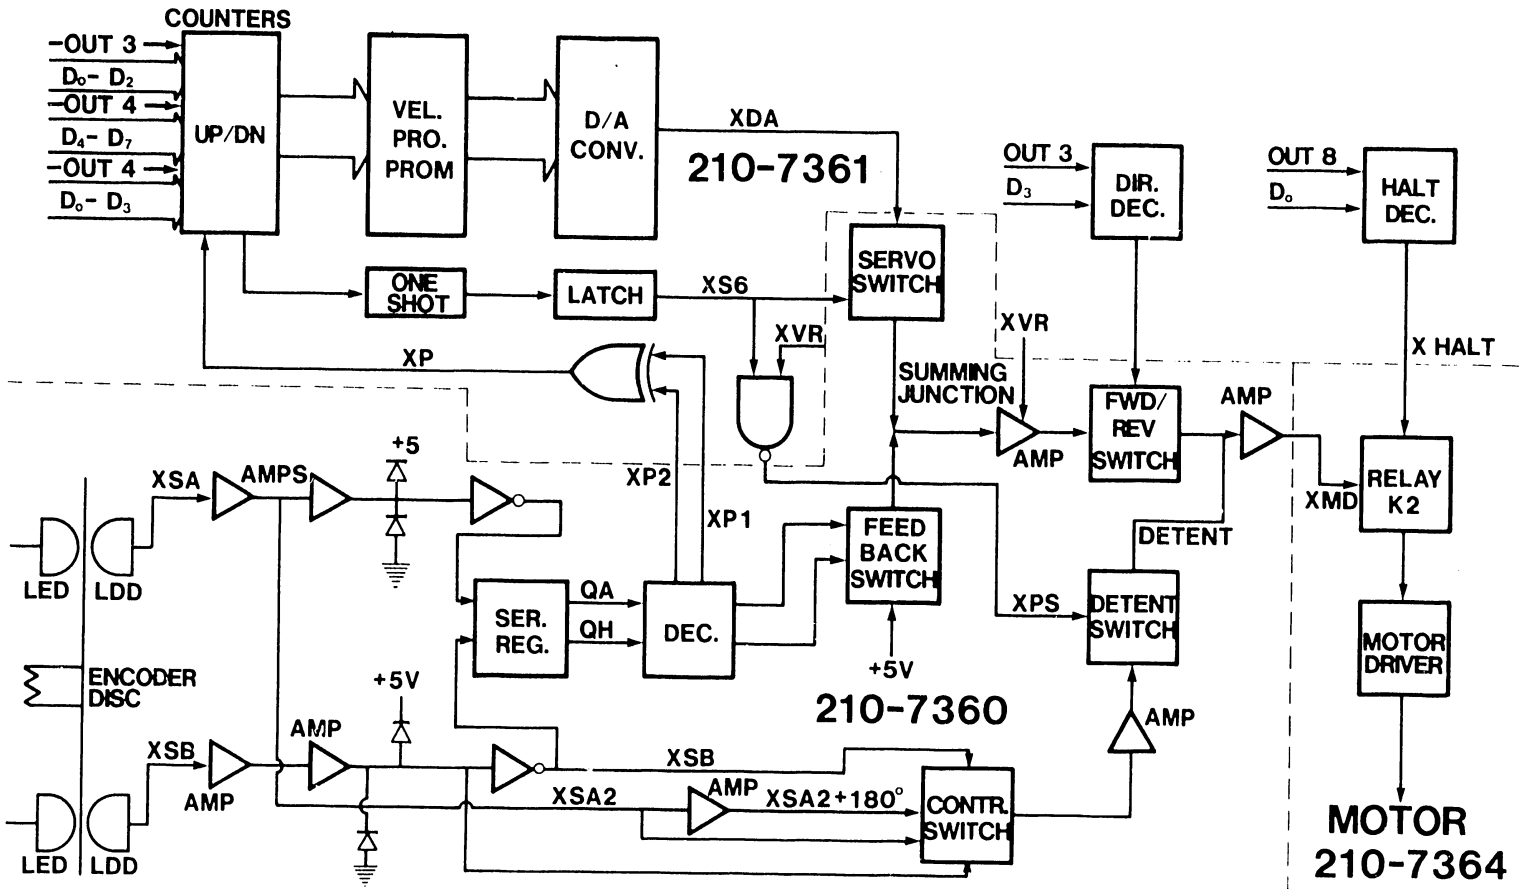 COUNTERS
-OUT 3
D₀- D₂
-OUT 4
D₄- D₇
-OUT 4
D₀- D₃
UP/DN
VEL.
PRO.
PROM
D/A
CONV.
XDA
210-7361
OUT 3
D₃
DIR.
DEC.
OUT 8
D₀
HALT
DEC.
ONE
SHOT
LATCH
XS6
SERVO
SWITCH
XVR
XVR
XP
X HALT
SUMMING
JUNCTION
AMP
FWD/
REV
SWITCH
AMP
RELAY
K2
XMD
+5
XSA
AMPS
XP2
XP1
FEED
BACK
SWITCH
DETENT
LED
LDD
SER.
REG.
QA
QH
DEC.
XPS
DETENT
SWITCH
MOTOR
DRIVER
+5V
ENCODER
DISC
+5V
210-7360
AMP
XSB
AMP
AMP
XSB
XSA2
AMP
XSA2+180°
CONTR.
SWITCH
LED
LDD
MOTOR
210-7364